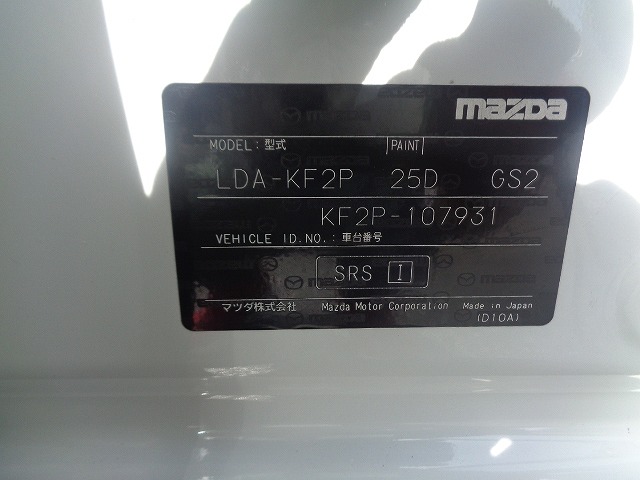 mazda
MODEL: 型式 PAINT
LDA-KF2P 25D GS2
KF2P-107931
VEHICLE ID.NO.: 車台番号
SRS I
マツダ株式会社 Mazda Motor Corporation Made in Japan
(D10A)